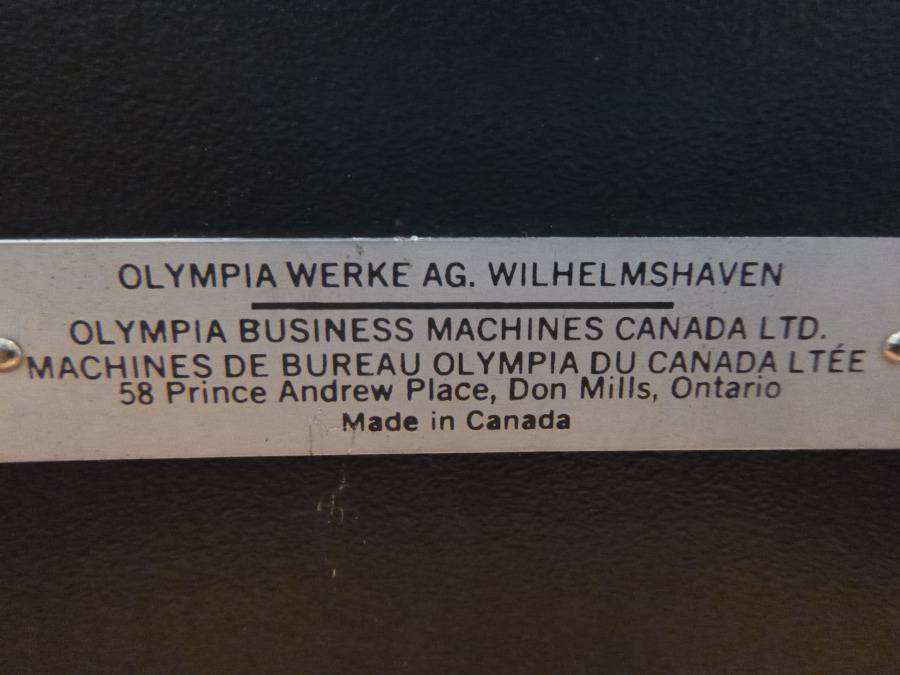 OLYMPIA WERKE AG. WILHELMSHAVEN
OLYMPIA BUSINESS MACHINES CANADA LTD.
MACHINES DE BUREAU OLYMPIA DU CANADA LTÉE
58 Prince Andrew Place, Don Mills, Ontario
Made in Canada